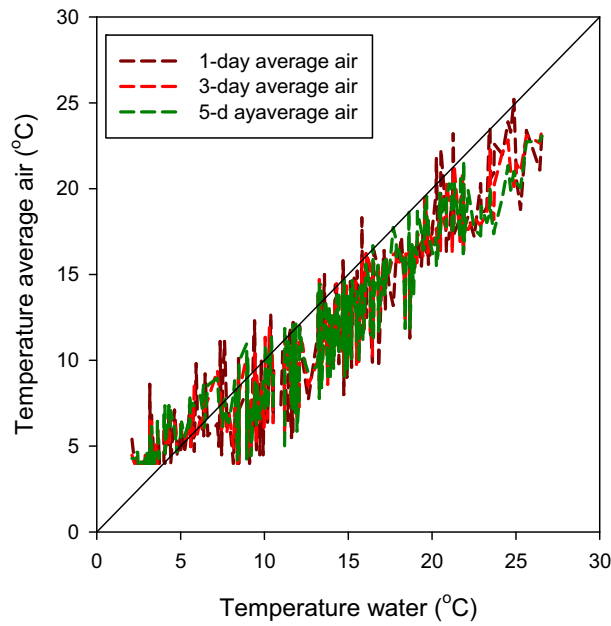 30
25
20
15
10
5
0
Temperature average air (°C)
1-day average air
3-day average air
5-d ayaverage air
0 5 10 15 20 25 30
Temperature water (°C)